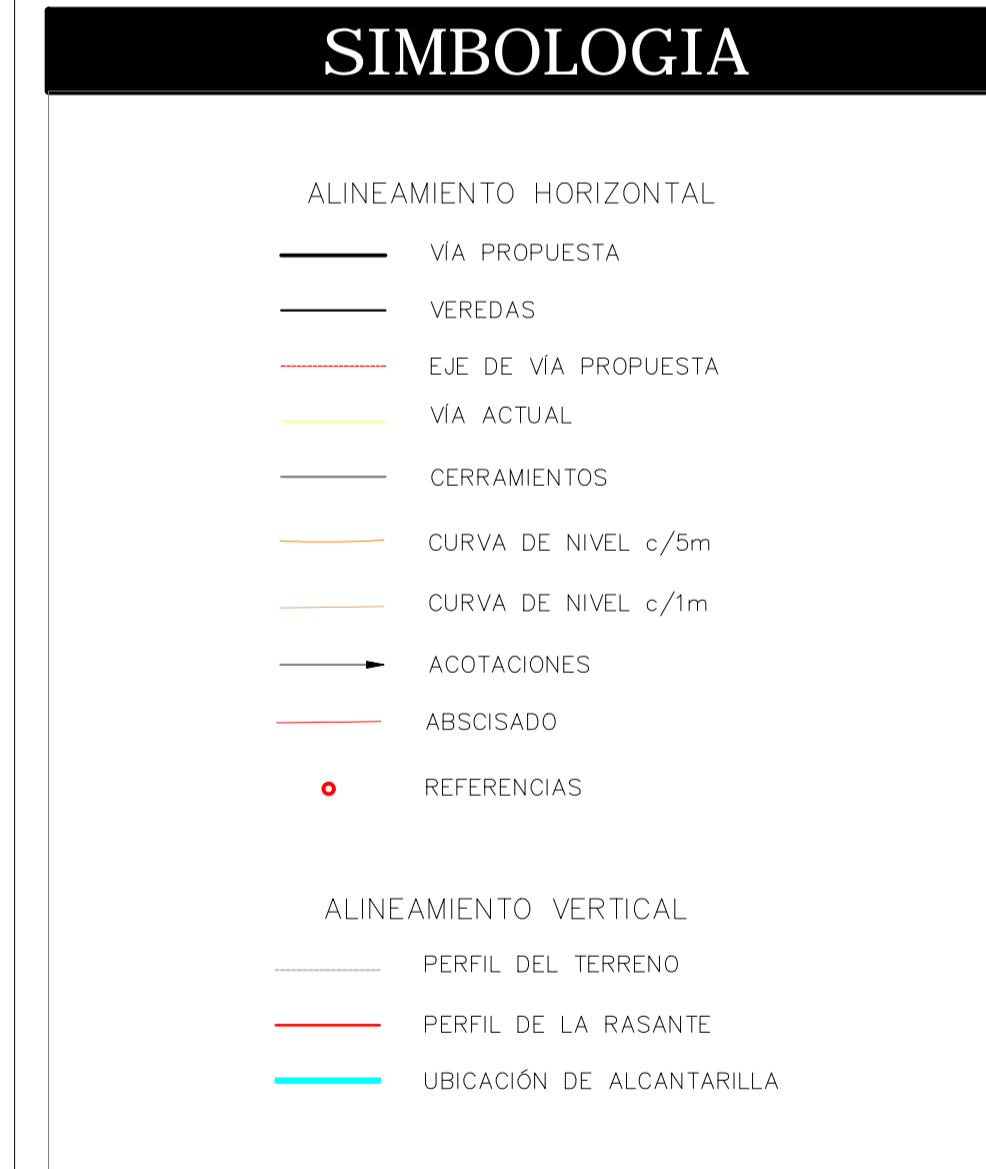 SIMBOLOGIA
ALINEAMIENTO HORIZONTAL
VÍA PROPUESTA
VEREDAS
EJE DE VÍA PROPUESTA
VÍA ACTUAL
CERRAMIENTOS
CURVA DE NIVEL c/5m
CURVA DE NIVEL c/1m
ACOTACIONES
ABSCISADO
REFERENCIAS
ALINEAMIENTO VERTICAL
PERFIL DEL TERRENO
PERFIL DE LA RASANTE
UBICACIÓN DE ALCANTARILLA